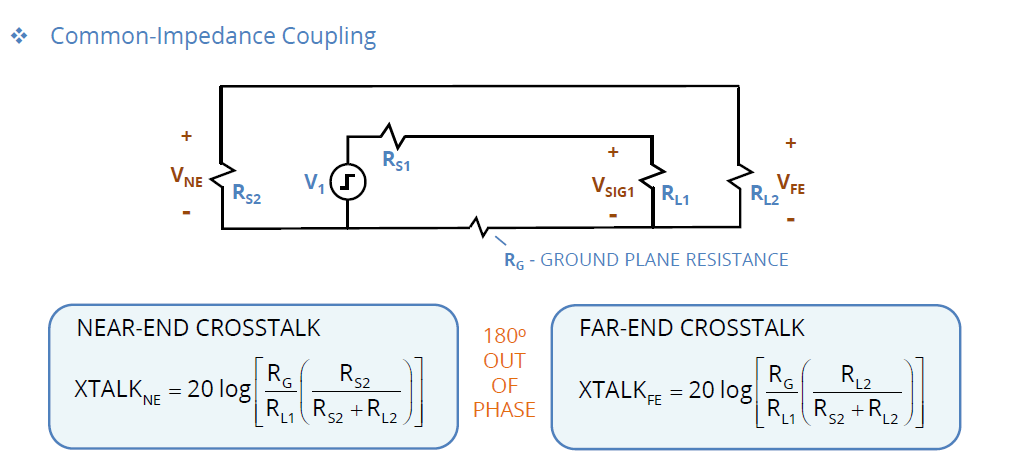 ❖ Common-Impedance Coupling
+
V_NE
-
R_S2
V_1
R_S1
+
V_SIG1
-
R_L1
+
V_FE
-
R_L2
R_G - GROUND PLANE RESISTANCE
NEAR-END CROSSTALK
XTALK_NE = 20 log[R_G/R_L1 (R_S2/(R_S2 + R_L2))]
180º
OUT
OF
PHASE
FAR-END CROSSTALK
XTALK_FE = 20 log[R_G/R_L1 (R_L2/(R_S2 + R_L2))]